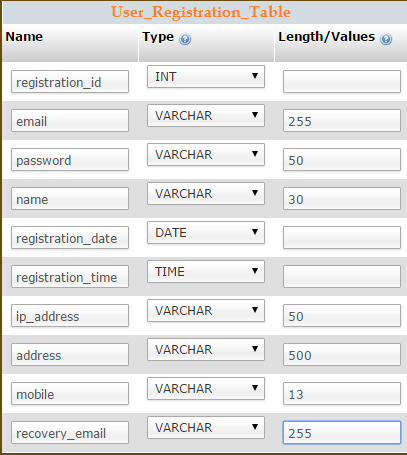 User_Registration_Table
Name Type Length/Values
registration_id INT
email VARCHAR 255
password VARCHAR 50
name VARCHAR 30
registration_date DATE
registration_time TIME
ip_address VARCHAR 50
address VARCHAR 500
mobile VARCHAR 13
recovery_email VARCHAR 255